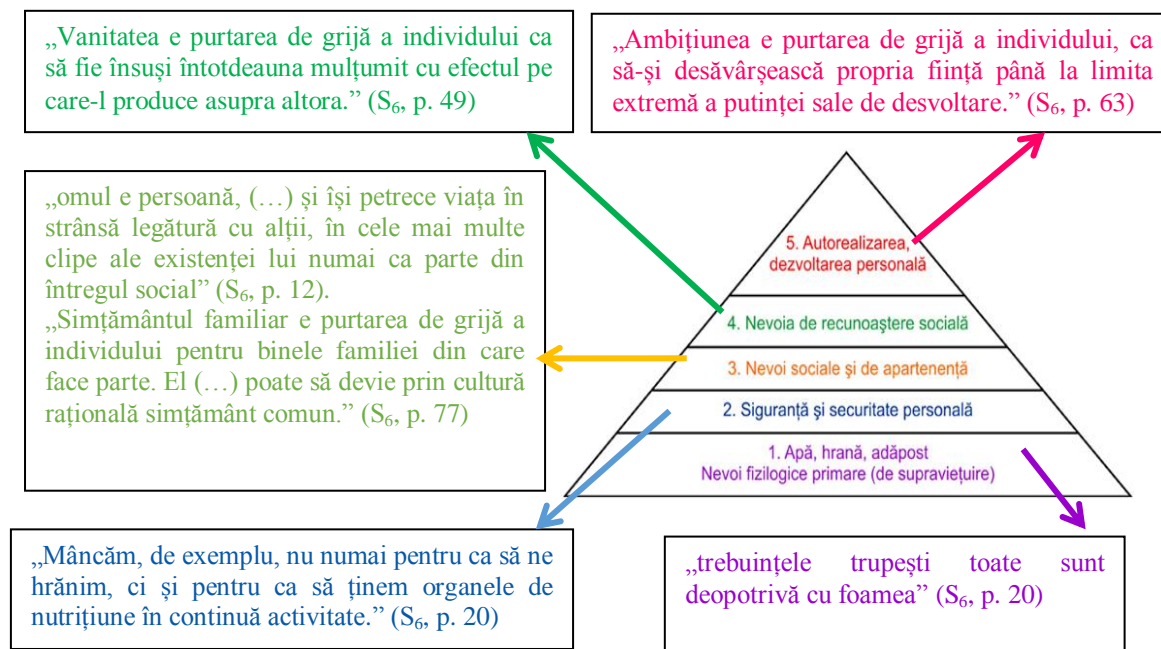 „Vanitatea e purtarea de grijă a individului ca
să fie însuși întotdeauna mulțumit cu efectul pe
care-l produce asupra altora.” (S₆, p. 49)
„Ambițiunea e purtarea de grijă a individului, ca
să-și desăvârșească propria ființă până la limita
extremă a putinței sale de desvoltare.” (S₆, p. 63)
„omul e persoană, (…) și își petrece viața în
strânsă legătură cu alții, în cele mai multe
clipe ale existenței lui numai ca parte din
întregul social” (S₆, p. 12).
„Simțământul familiar e purtarea de grijă a
individului pentru binele familiei din care
face parte. El (…) poate să devie prin cultură
rațională simțământ comun.” (S₆, p. 77)
5. Autorealizarea,
dezvoltarea personală
4. Nevoia de recunoaştere socială
3. Nevoi sociale şi de apartenență
2. Siguranță şi securitate personală
1. Apă, hrană, adăpost
Nevoi fizilogice primare (de supraviețuire)
„Mâncăm, de exemplu, nu numai pentru ca să ne
hrănim, ci și pentru ca să ținem organele de
nutrițiune în continuă activitate.” (S₆, p. 20)
„trebuințele trupești toate sunt
deopotrivă cu foamea” (S₆, p. 20)